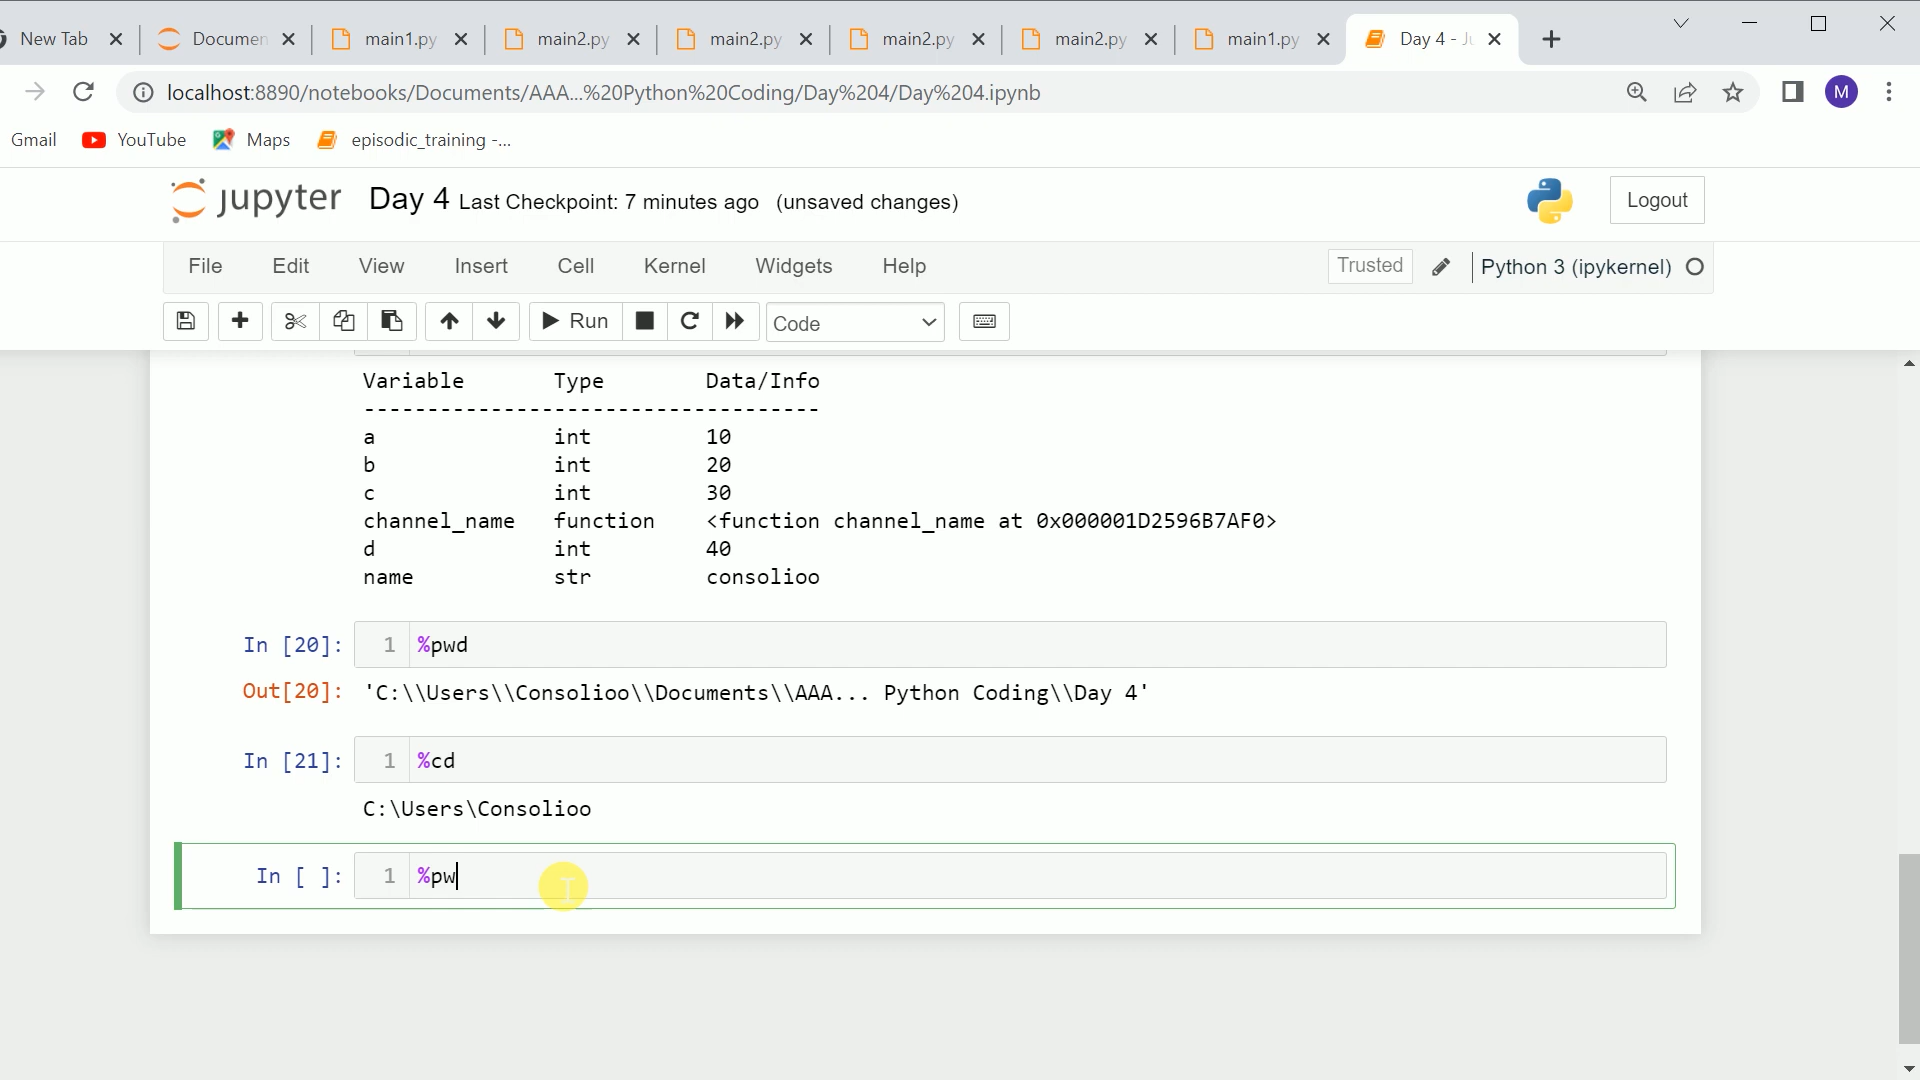 New Tab Documen main1.py main2.py main2.py main2.py main2.py main1.py Day 4 - Ju
localhost:8890/notebooks/Documents/AAA...%20Python%20Coding/Day%204/Day%204.ipynb M
Gmail YouTube Maps episodic_training -...
jupyter Day 4 Last Checkpoint: 7 minutes ago (unsaved changes) Logout
File Edit View Insert Cell Kernel Widgets Help Trusted Python 3 (ipykernel)
Run Code
Variable Type Data/Info
------------------------------------
a int 10
b int 20
c int 30
channel_name function <function channel_name at 0x000001D2596B7AF0>
d int 40
name str consolioo
In [20]: 1 %pwd
Out[20]: 'C:\\Users\\Consolioo\\Documents\\AAA... Python Coding\\Day 4'
In [21]: 1 %cd
C:\Users\Consolioo
In [ ]: 1 %pw